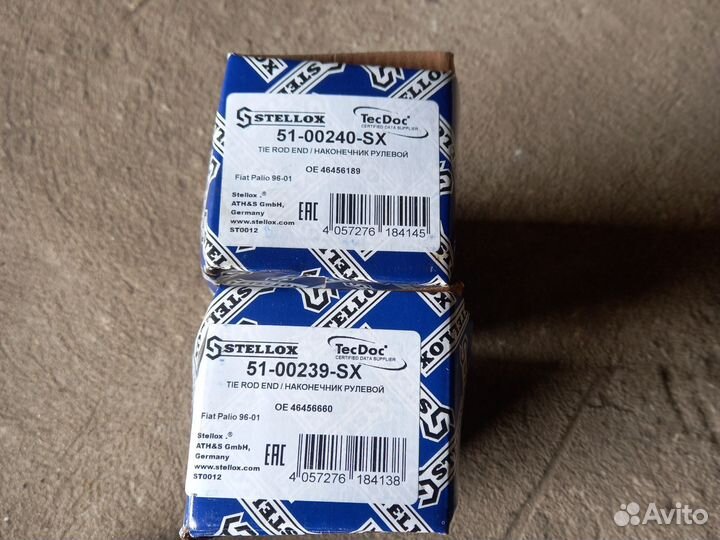 STELLOX
TecDoc
CERTIFIED DATA SUPPLIER
51-00240-SX
TIE ROD END / НАКОНЕЧНИК РУЛЕВОЙ
OE 46456189
Fiat Palio 96-01
Stellox .®
ATH&S GmbH,
Germany
www.stellox.com
ST0012
EAC
4 057276 184145
STELLOX
TecDoc
CERTIFIED DATA SUPPLIER
51-00239-SX
TIE ROD END / НАКОНЕЧНИК РУЛЕВОЙ
OE 46456660
Fiat Palio 96-01
Stellox .®
ATH&S GmbH,
Germany
www.stellox.com
ST0012
EAC
4 057276 184138
Avito